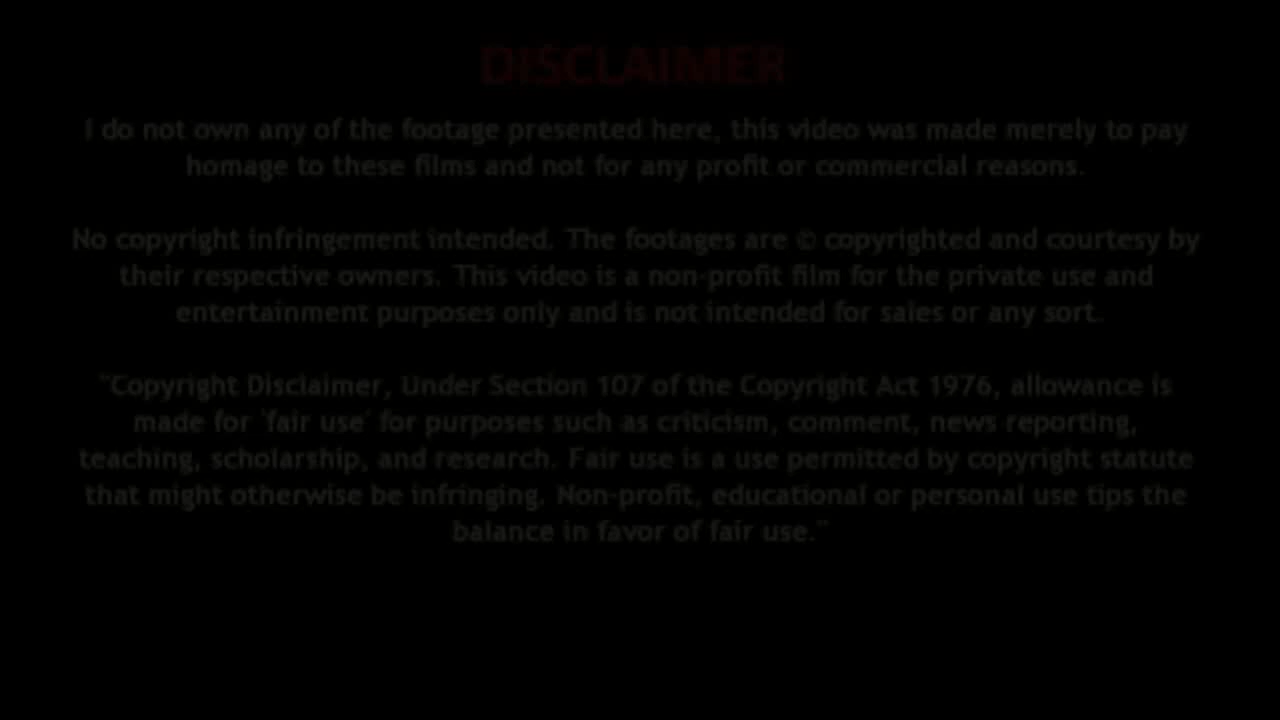 DISCLAIMER
I do not own any of the footage presented here, this video was made merely to pay
homage to these films and not for any profit or commercial reasons.
No copyright infringement intended. The footages are © copyrighted and courtesy by
their respective owners. This video is a non-profit film for the private use and
entertainment purposes only and is not intended for sales or any sort.
"Copyright Disclaimer, Under Section 107 of the Copyright Act 1976, allowance is
made for 'fair use' for purposes such as criticism, comment, news reporting,
teaching, scholarship, and research. Fair use is a use permitted by copyright statute
that might otherwise be infringing. Non-profit, educational or personal use tips the
balance in favor of fair use."